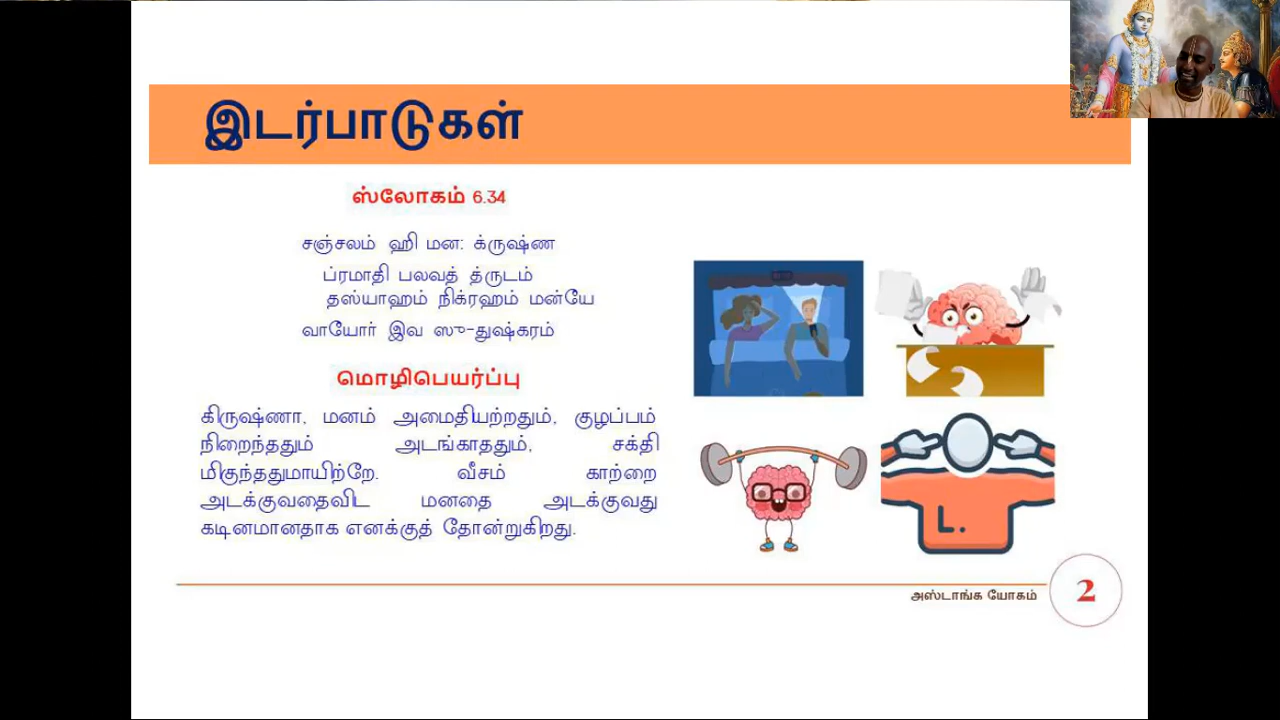 இடர்பாடுகள்
ஸ்லோகம் 6.34
சஞ்சலம் ஹி மன: க்ருஷ்ண
ப்ரமாதி பலவத் த்ருடம்
தஸ்யாஹம் நிக்ரஹம் மன்யே
வாயோர் இவ ஸு-துஷ்கரம்
மொழிபெயர்ப்பு
கிருஷ்ணா, மனம் அமைதியற்றதும், குழப்பம்
நிறைந்ததும் அடங்காததும், சக்தி
மிகுந்ததுமாயிற்றே. வீசம் காற்றை
அடக்குவதைவிட மனதை அடக்குவது
கடினமானதாக எனக்குத் தோன்றுகிறது.
L.
அஸ்டாங்க யோகம்
2